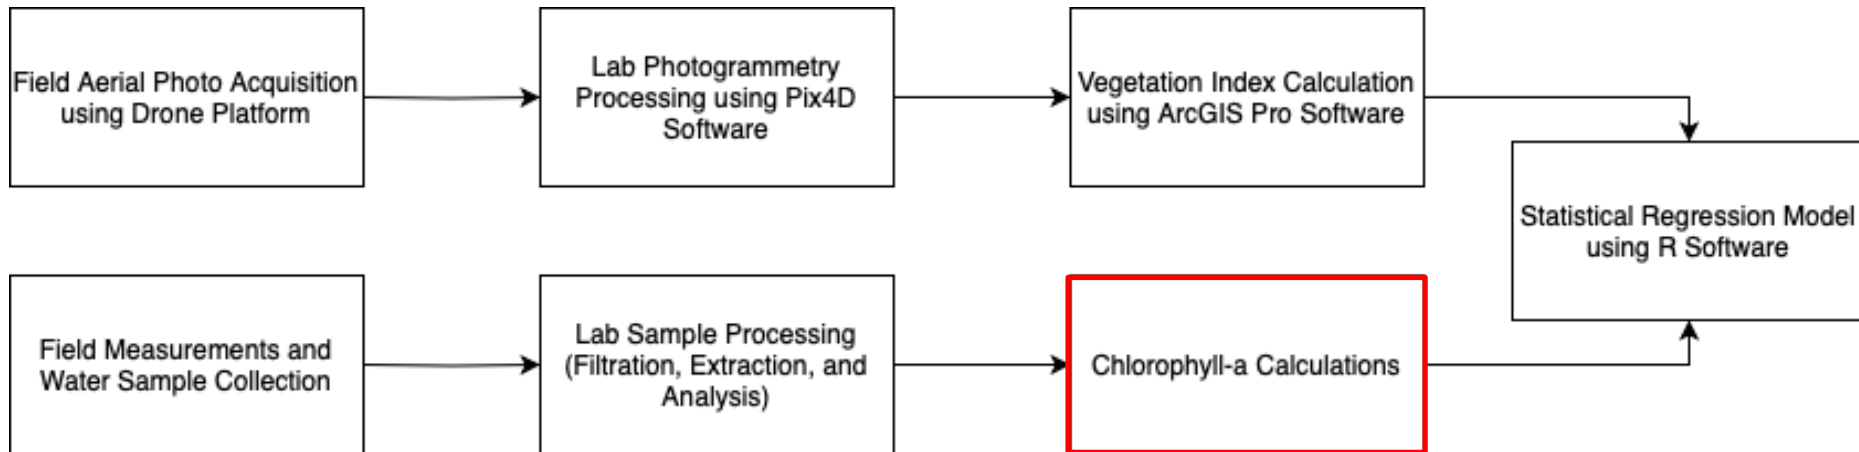 Field Aerial Photo Acquisition
using Drone Platform
Lab Photogrammetry
Processing using Pix4D
Software
Vegetation Index Calculation
using ArcGIS Pro Software
Statistical Regression Model
using R Software
Field Measurements and
Water Sample Collection
Lab Sample Processing
(Filtration, Extraction, and
Analysis)
Chlorophyll-a Calculations